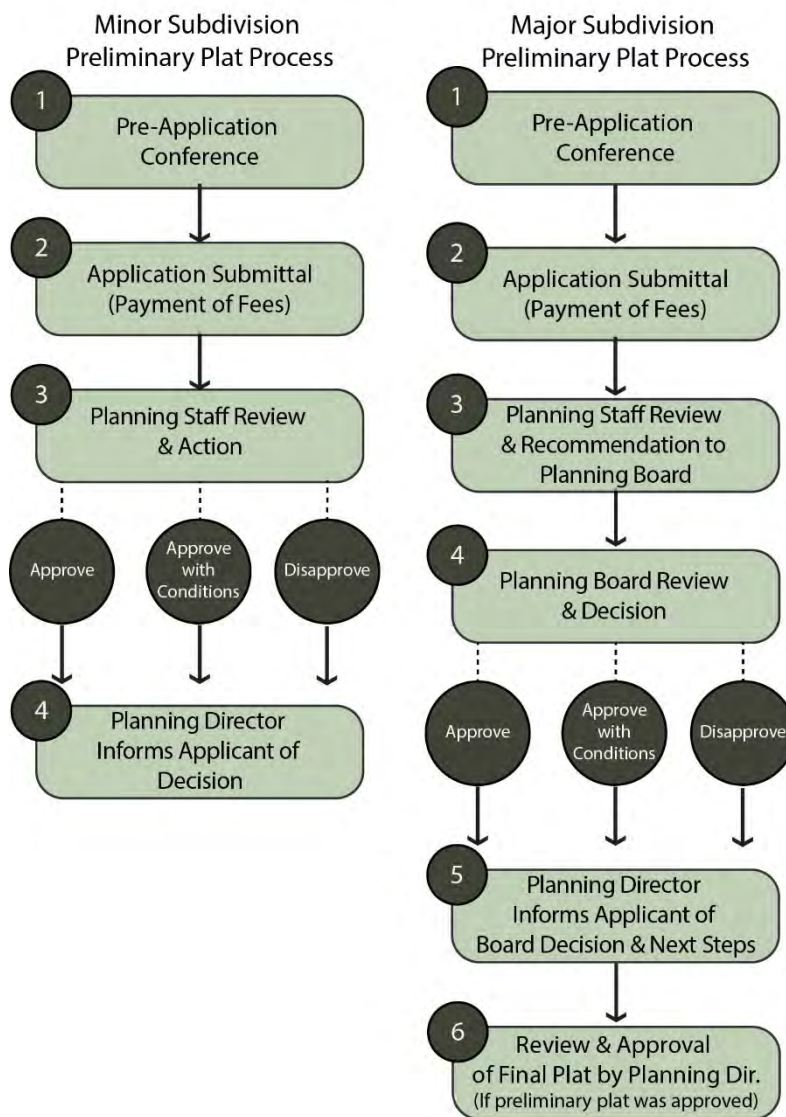 Minor Subdivision
Preliminary Plat Process
1
Pre-Application
Conference
2
Application Submittal
(Payment of Fees)
3
Planning Staff Review
& Action
Approve
Approve
with
Conditions
Disapprove
4
Planning Director
Informs Applicant of
Decision
Major Subdivision
Preliminary Plat Process
1
Pre-Application
Conference
2
Application Submittal
(Payment of Fees)
3
Planning Staff Review
& Recommendation to
Planning Board
4
Planning Board Review
& Decision
Approve
Approve
with
Conditions
Disapprove
5
Planning Director
Informs Applicant of
Board Decision & Next Steps
6
Review & Approval
of Final Plat by Planning Dir.
(If preliminary plat was approved)